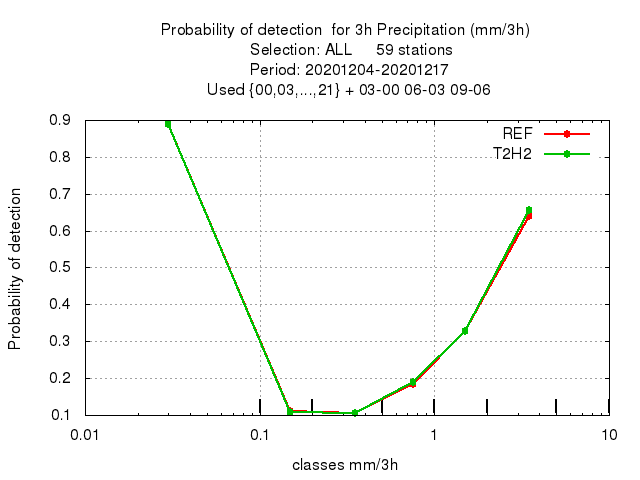 Probability of detection  for 3h Precipitation (mm/3h)
Selection: ALL     59 stations
Period: 20201204-20201217
Used {00,03,...,21} + 03-00 06-03 09-06
REF
T2H2
0.9
0.8
0.7
0.6
0.5
0.4
0.3
0.2
0.1
Probability of detection
0.01 0.1 1 10
classes mm/3h